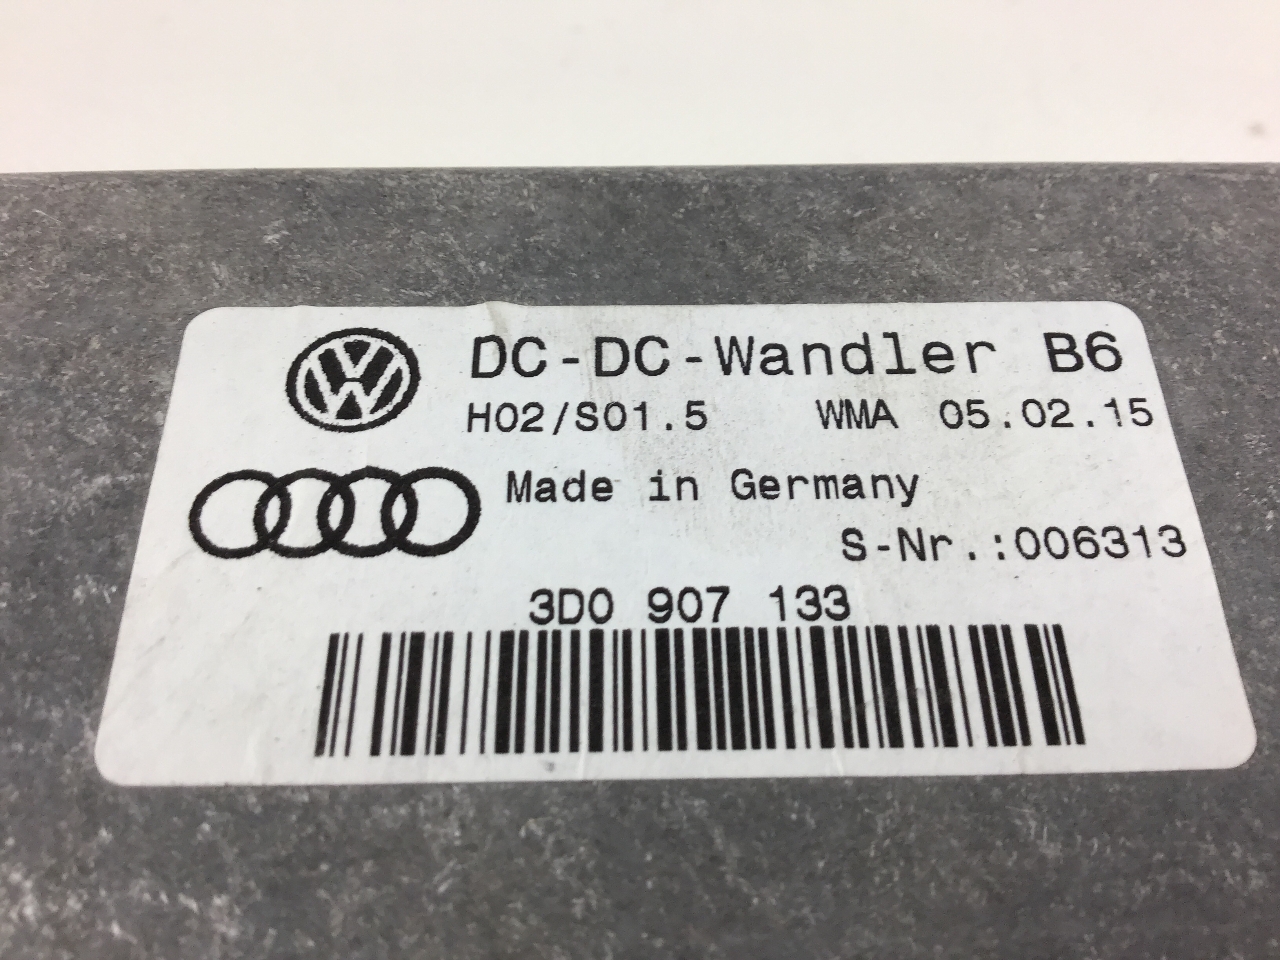 DC-DC-Wandler B6
H02/S01.5 WMA 05.02.15
Made in Germany
S-Nr.:006313
3D0 907 133